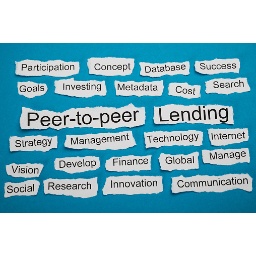 Participation Concept Database Success
Goals Investing Metadata Cost Search
Peer-to-peer Lending
Strategy Management Technology Internet
Vision Develop Finance Global Manage
Social Research Innovation Communication